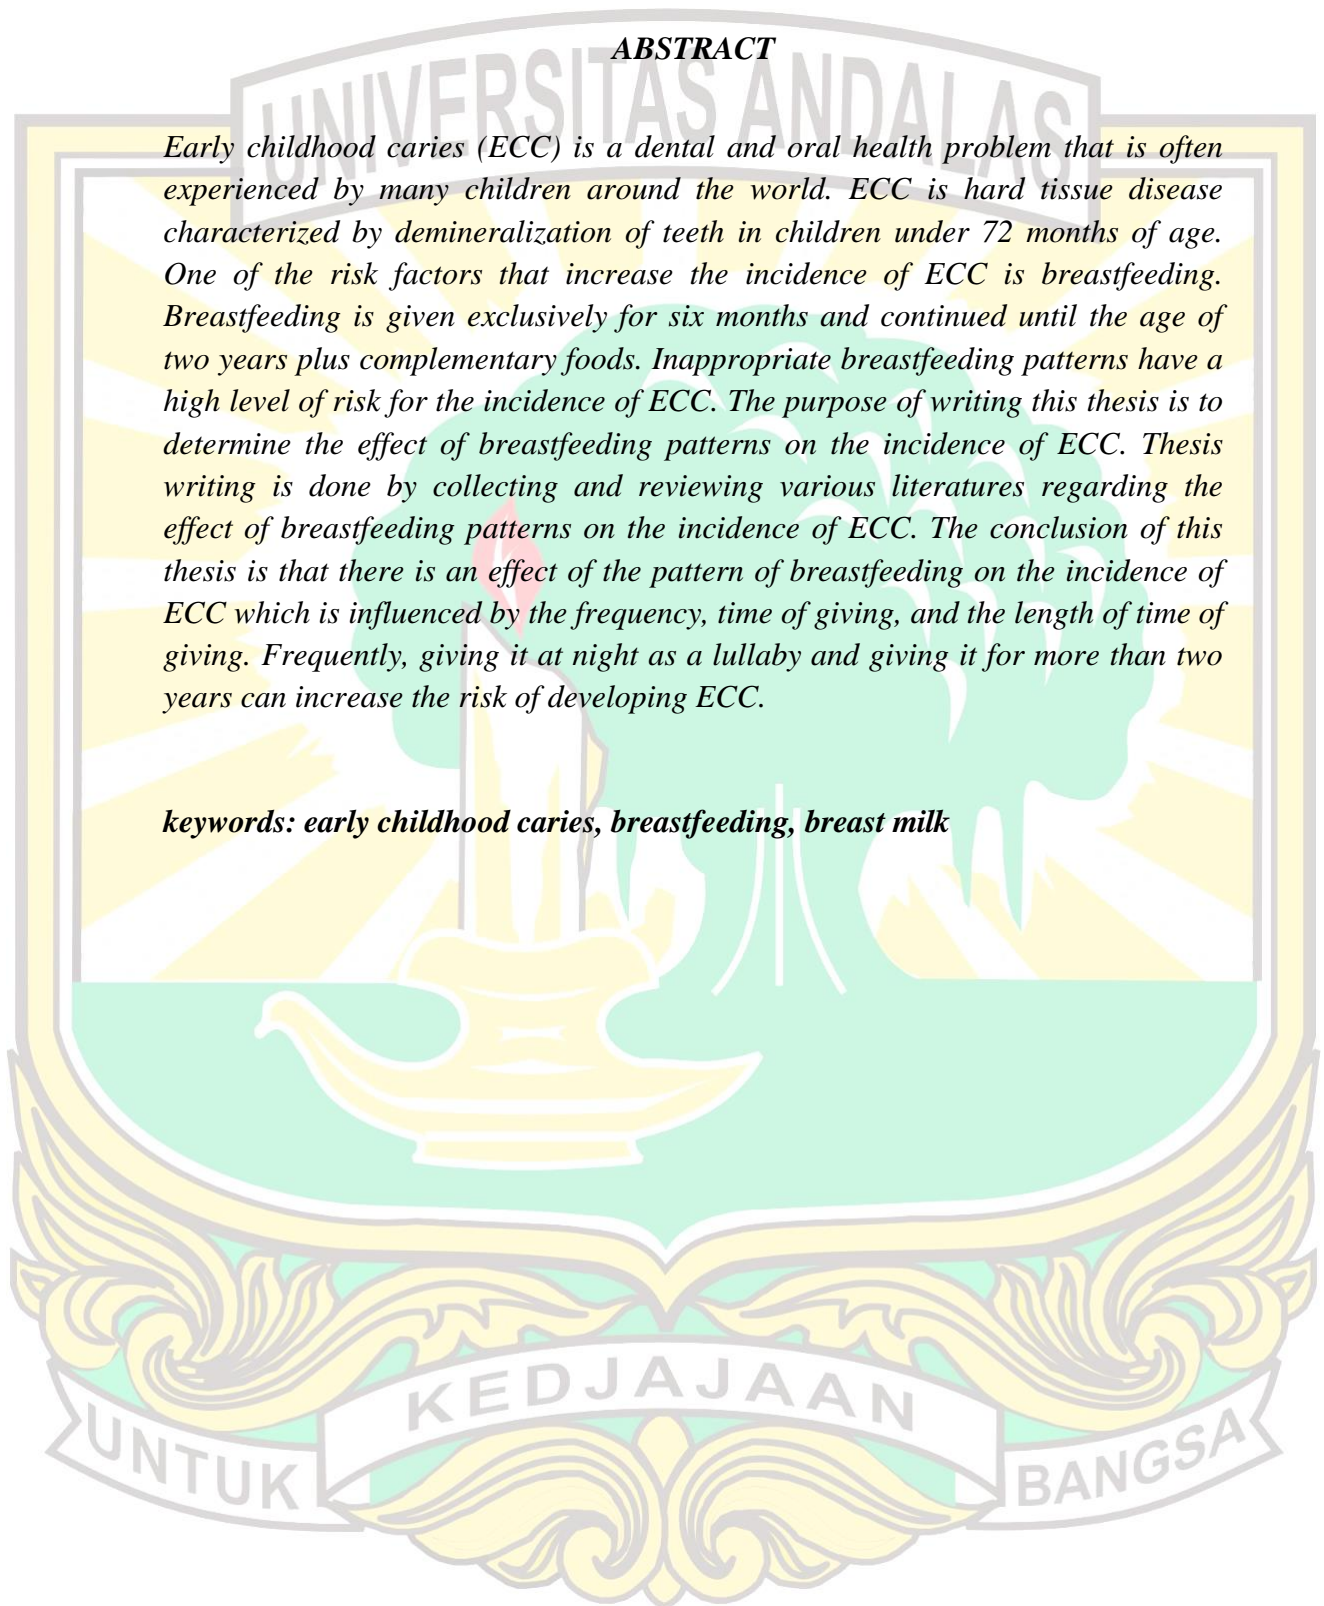 UNIVERSITAS ANDALAS
ABSTRACT
Early childhood caries (ECC) is a dental and oral health problem that is often
experienced by many children around the world. ECC is hard tissue disease
characterized by demineralization of teeth in children under 72 months of age.
One of the risk factors that increase the incidence of ECC is breastfeeding.
Breastfeeding is given exclusively for six months and continued until the age of
two years plus complementary foods. Inappropriate breastfeeding patterns have a
high level of risk for the incidence of ECC. The purpose of writing this thesis is to
determine the effect of breastfeeding patterns on the incidence of ECC. Thesis
writing is done by collecting and reviewing various literatures regarding the
effect of breastfeeding patterns on the incidence of ECC. The conclusion of this
thesis is that there is an effect of the pattern of breastfeeding on the incidence of
ECC which is influenced by the frequency, time of giving, and the length of time of
giving. Frequently, giving it at night as a lullaby and giving it for more than two
years can increase the risk of developing ECC.
keywords: early childhood caries, breastfeeding, breast milk
UNTUK KEDJAJAAN BANGSA